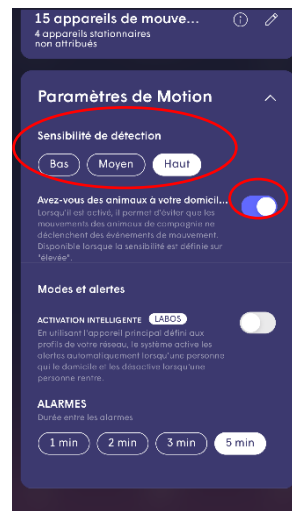 15 appareils de mouve...
4 appareils stationnaires
non attribués
Paramètres de Motion
Sensibilité de détection
Bas
Moyen
Haut
Avez-vous des animaux à votre domicil...
Lorsqu'il est activé, il permet d'éviter que les
mouvements des animaux de compagnie ne
déclenchent des événements de mouvement.
Disponible lorsque la sensibilité est définie sur
"élevée".
Modes et alertes
ACTIVATION INTELLIGENTE LABOS
En utilisant l'appareil principal défini aux
profils de votre réseau, le système active les
alertes automatiquement lorsqu'une personne
qui le domicile et les désactive lorsqu'une
personne rentre.
ALARMES
Durée entre les alarmes
1 min
2 min
3 min
5 min